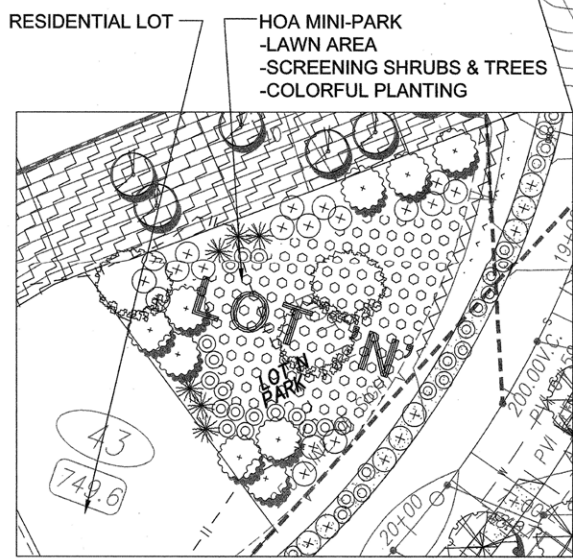 RESIDENTIAL LOT
HOA MINI-PARK
-LAWN AREA
-SCREENING SHRUBS & TREES
-COLORFUL PLANTING
LOT 'N'
LOT N
PARK
43
749.6
200.00V.C.
PVI
20+00